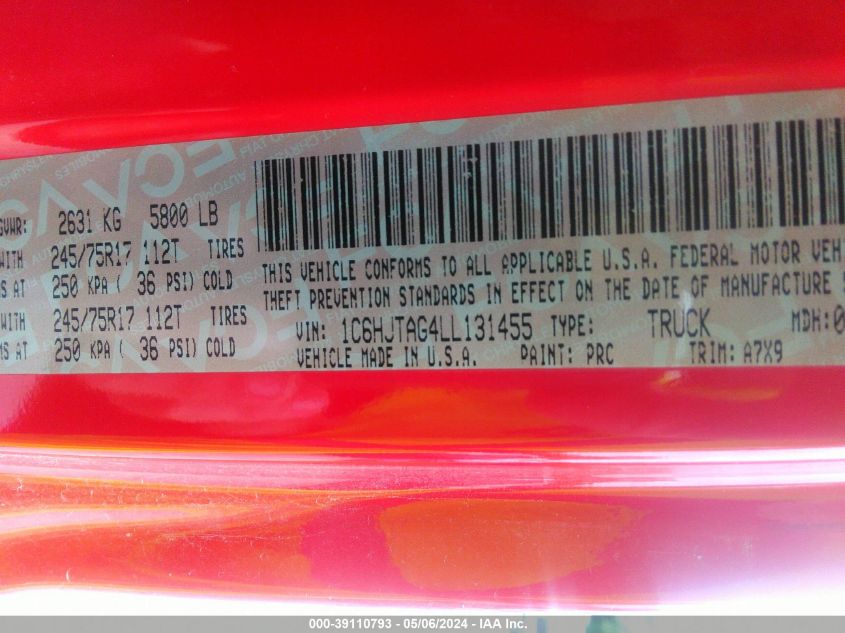 GVWR: 2631 KG 5800 LB
WITH 245/75R17 112T TIRES
MS AT 250 KPA ( 36 PSI) COLD
WITH 245/75R17 112T TIRES
MS AT 250 KPA ( 36 PSI) COLD
THIS VEHICLE CONFORMS TO ALL APPLICABLE U.S.A. FEDERAL MOTOR VEHI
THEFT PREVENTION STANDARDS IN EFFECT ON THE DATE OF MANUFACTURE S
VIN: 1C6HJTAG4LL131455 TYPE: TRUCK MDH:0
VEHICLE MADE IN U.S.A. PAINT: PRC TRIM: A7X9
000-39110793 - 05/06/2024 - IAA Inc.